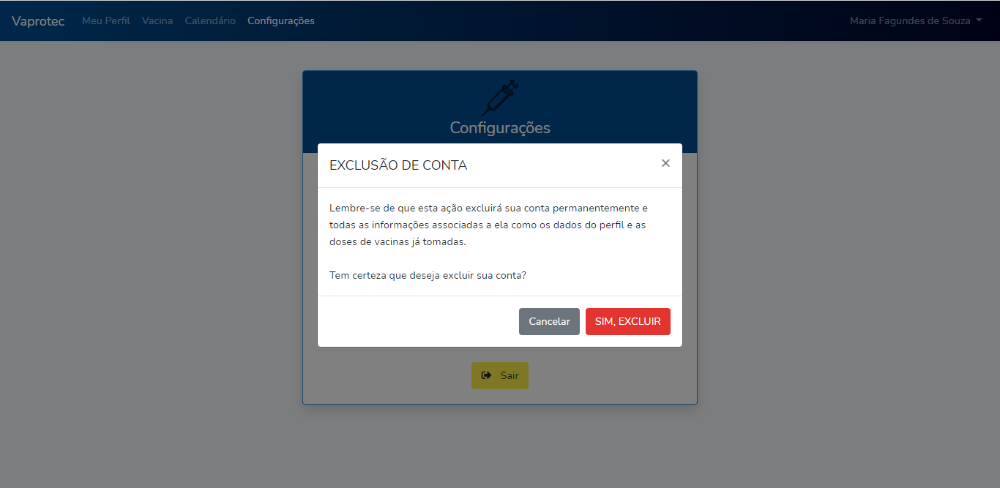 Vaprotec Meu Perfil Vacina Calendário Configurações Maria Fagundes de Souza
Configurações
EXCLUSÃO DE CONTA ×
Lembre-se de que esta ação excluirá sua conta permanentemente e
todas as informações associadas a ela como os dados do perfil e as
doses de vacinas já tomadas.
Tem certeza que deseja excluir sua conta?
Cancelar SIM, EXCLUIR
Sair